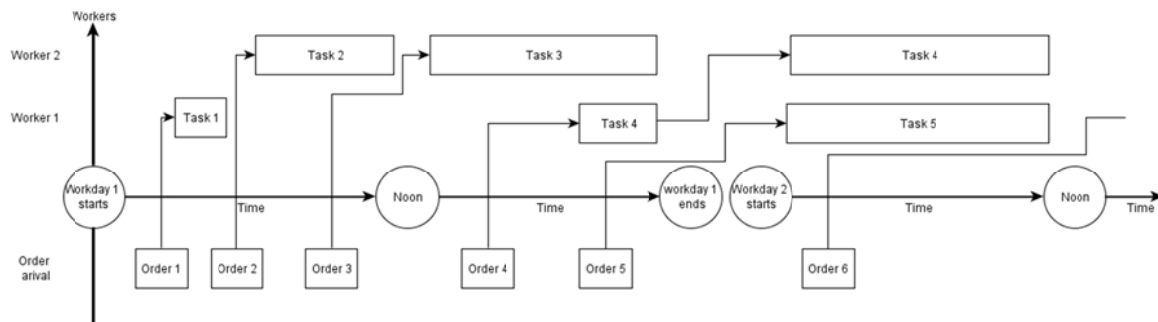 Workers
Worker 2
Task 2
Task 3
Task 4
Worker 1
Task 1
Task 4
Task 5
Workday 1
starts
Time
Noon
Time
workday 1
ends
Workday 2
starts
Time
Noon
Time
Order
arival
Order 1
Order 2
Order 3
Order 4
Order 5
Order 6